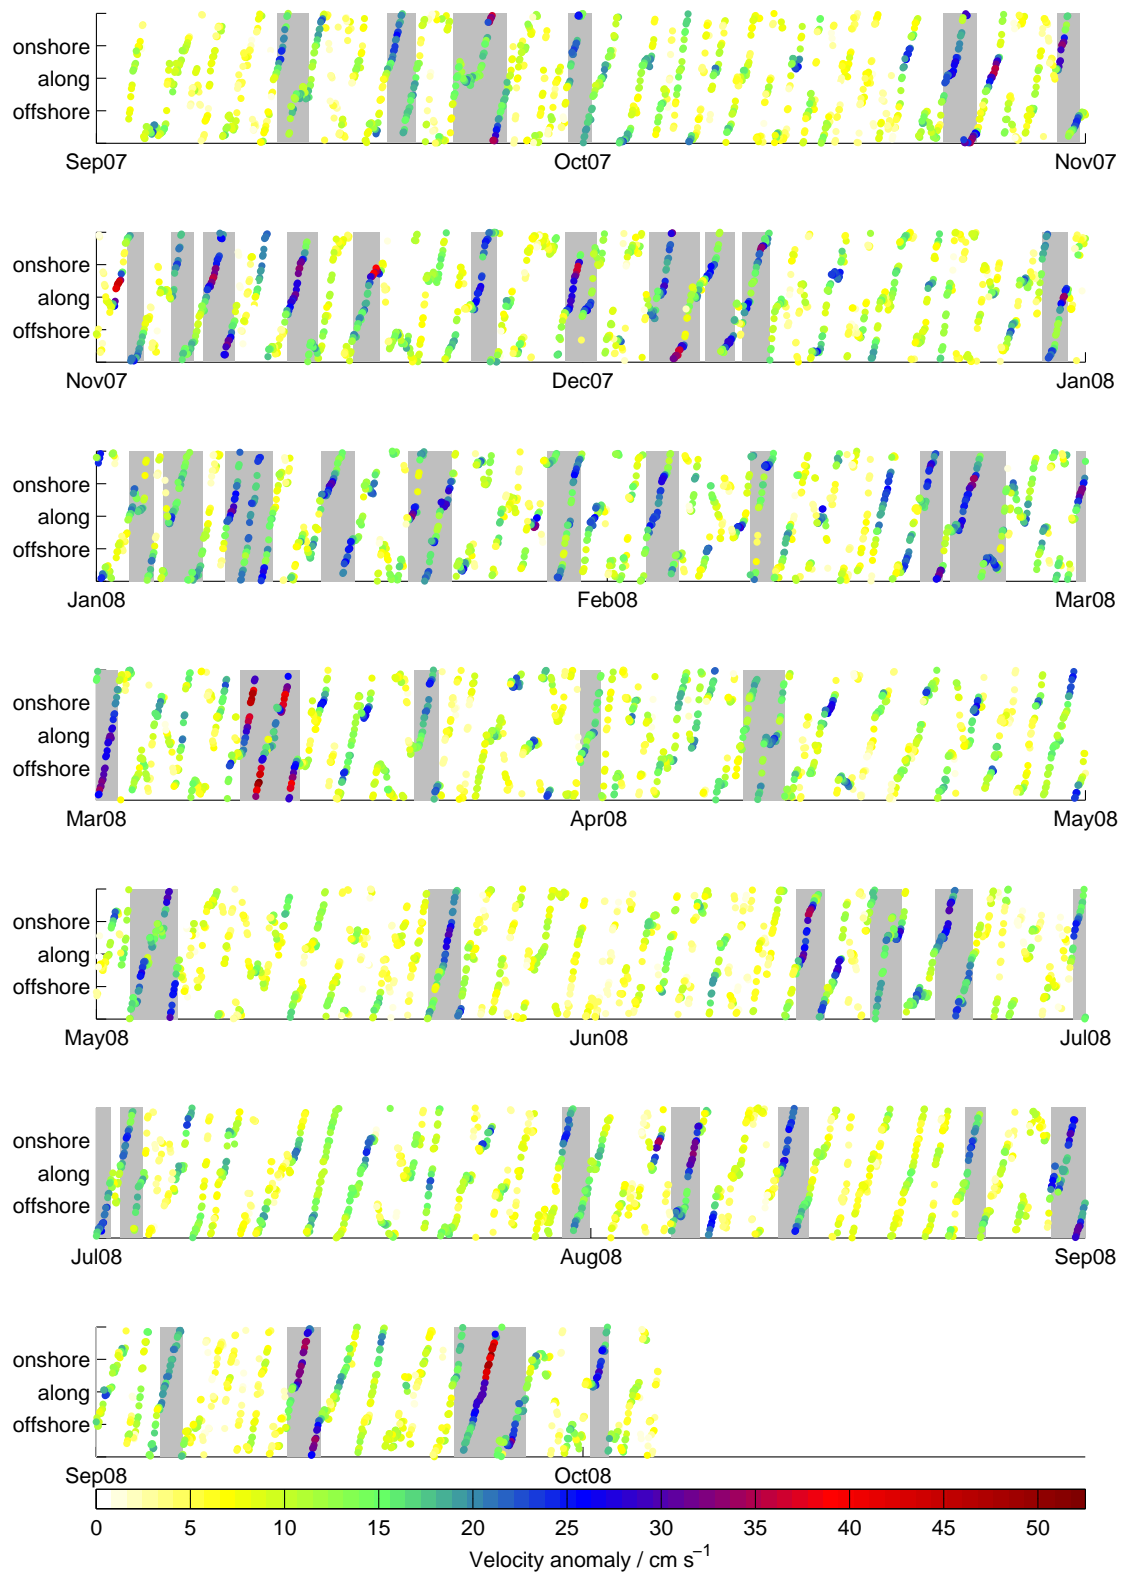 onshore
along
offshore
Sep07 Oct07 Nov07
onshore
along
offshore
Nov07 Dec07 Jan08
onshore
along
offshore
Jan08 Feb08 Mar08
onshore
along
offshore
Mar08 Apr08 May08
onshore
along
offshore
May08 Jun08 Jul08
onshore
along
offshore
Jul08 Aug08 Sep08
onshore
along
offshore
Sep08 Oct08
0 5 10 15 20 25 30 35 40 45 50
Velocity anomaly / cm s⁻¹